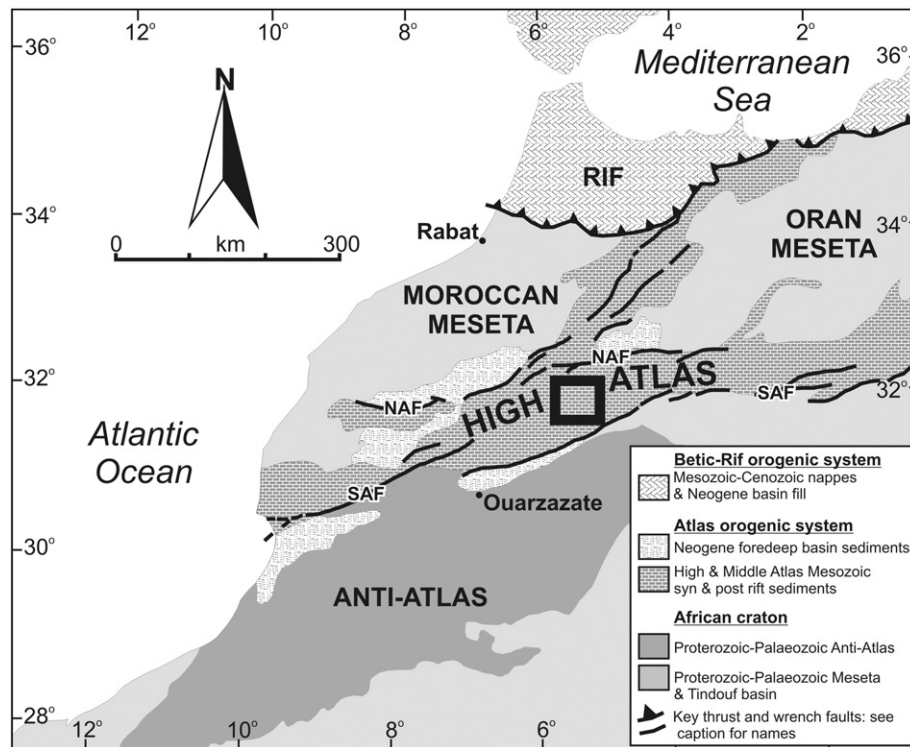 10° 8° 6° 4° 2°
36°
36°
Mediterranean
Sea
N
RIF
34°
Rabat
34°
ORAN
MESETA
0 km 300
MOROCCAN
MESETA
32°
NAF
NAF
HIGH ATLAS
SAF
32°
Atlantic
Ocean
SAF
Ouarzazate
30°
ANTI-ATLAS
28°
12° 10° 8° 6°
Betic-Rif orogenic system
Mesozoic-Cenozoic nappes
& Neogene basin fill
Atlas orogenic system
Neogene foredeep basin sediments
High & Middle Atlas Mesozoic
syn & post rift sediments
African craton
Proterozoic-Palaeozoic Anti-Atlas
Proterozoic-Palaeozoic Meseta
& Tindouf basin
Key thrust and wrench faults: see
caption for names